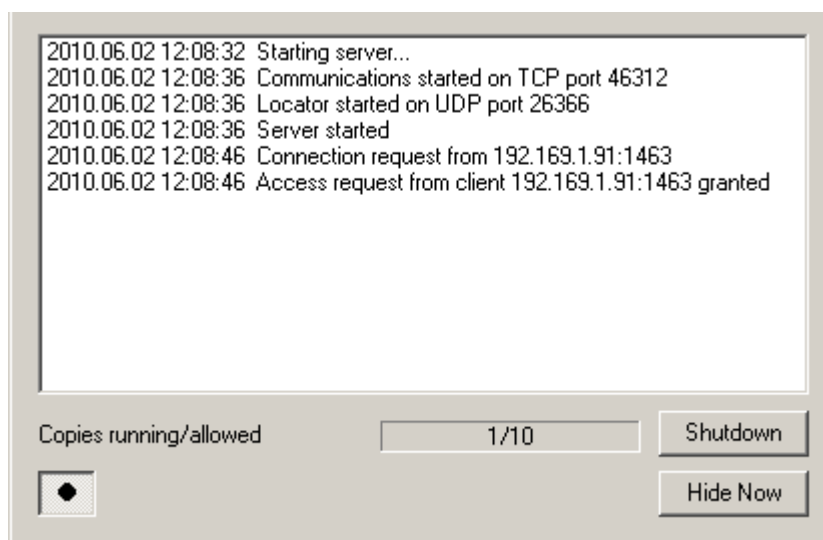 2010.06.02 12:08:32 Starting server...
2010.06.02 12:08:36 Communications started on TCP port 46312
2010.06.02 12:08:36 Locator started on UDP port 26366
2010.06.02 12:08:36 Server started
2010.06.02 12:08:46 Connection request from 192.169.1.91:1463
2010.06.02 12:08:46 Access request from client 192.169.1.91:1463 granted
Copies running/allowed 1/10 Shutdown
Hide Now